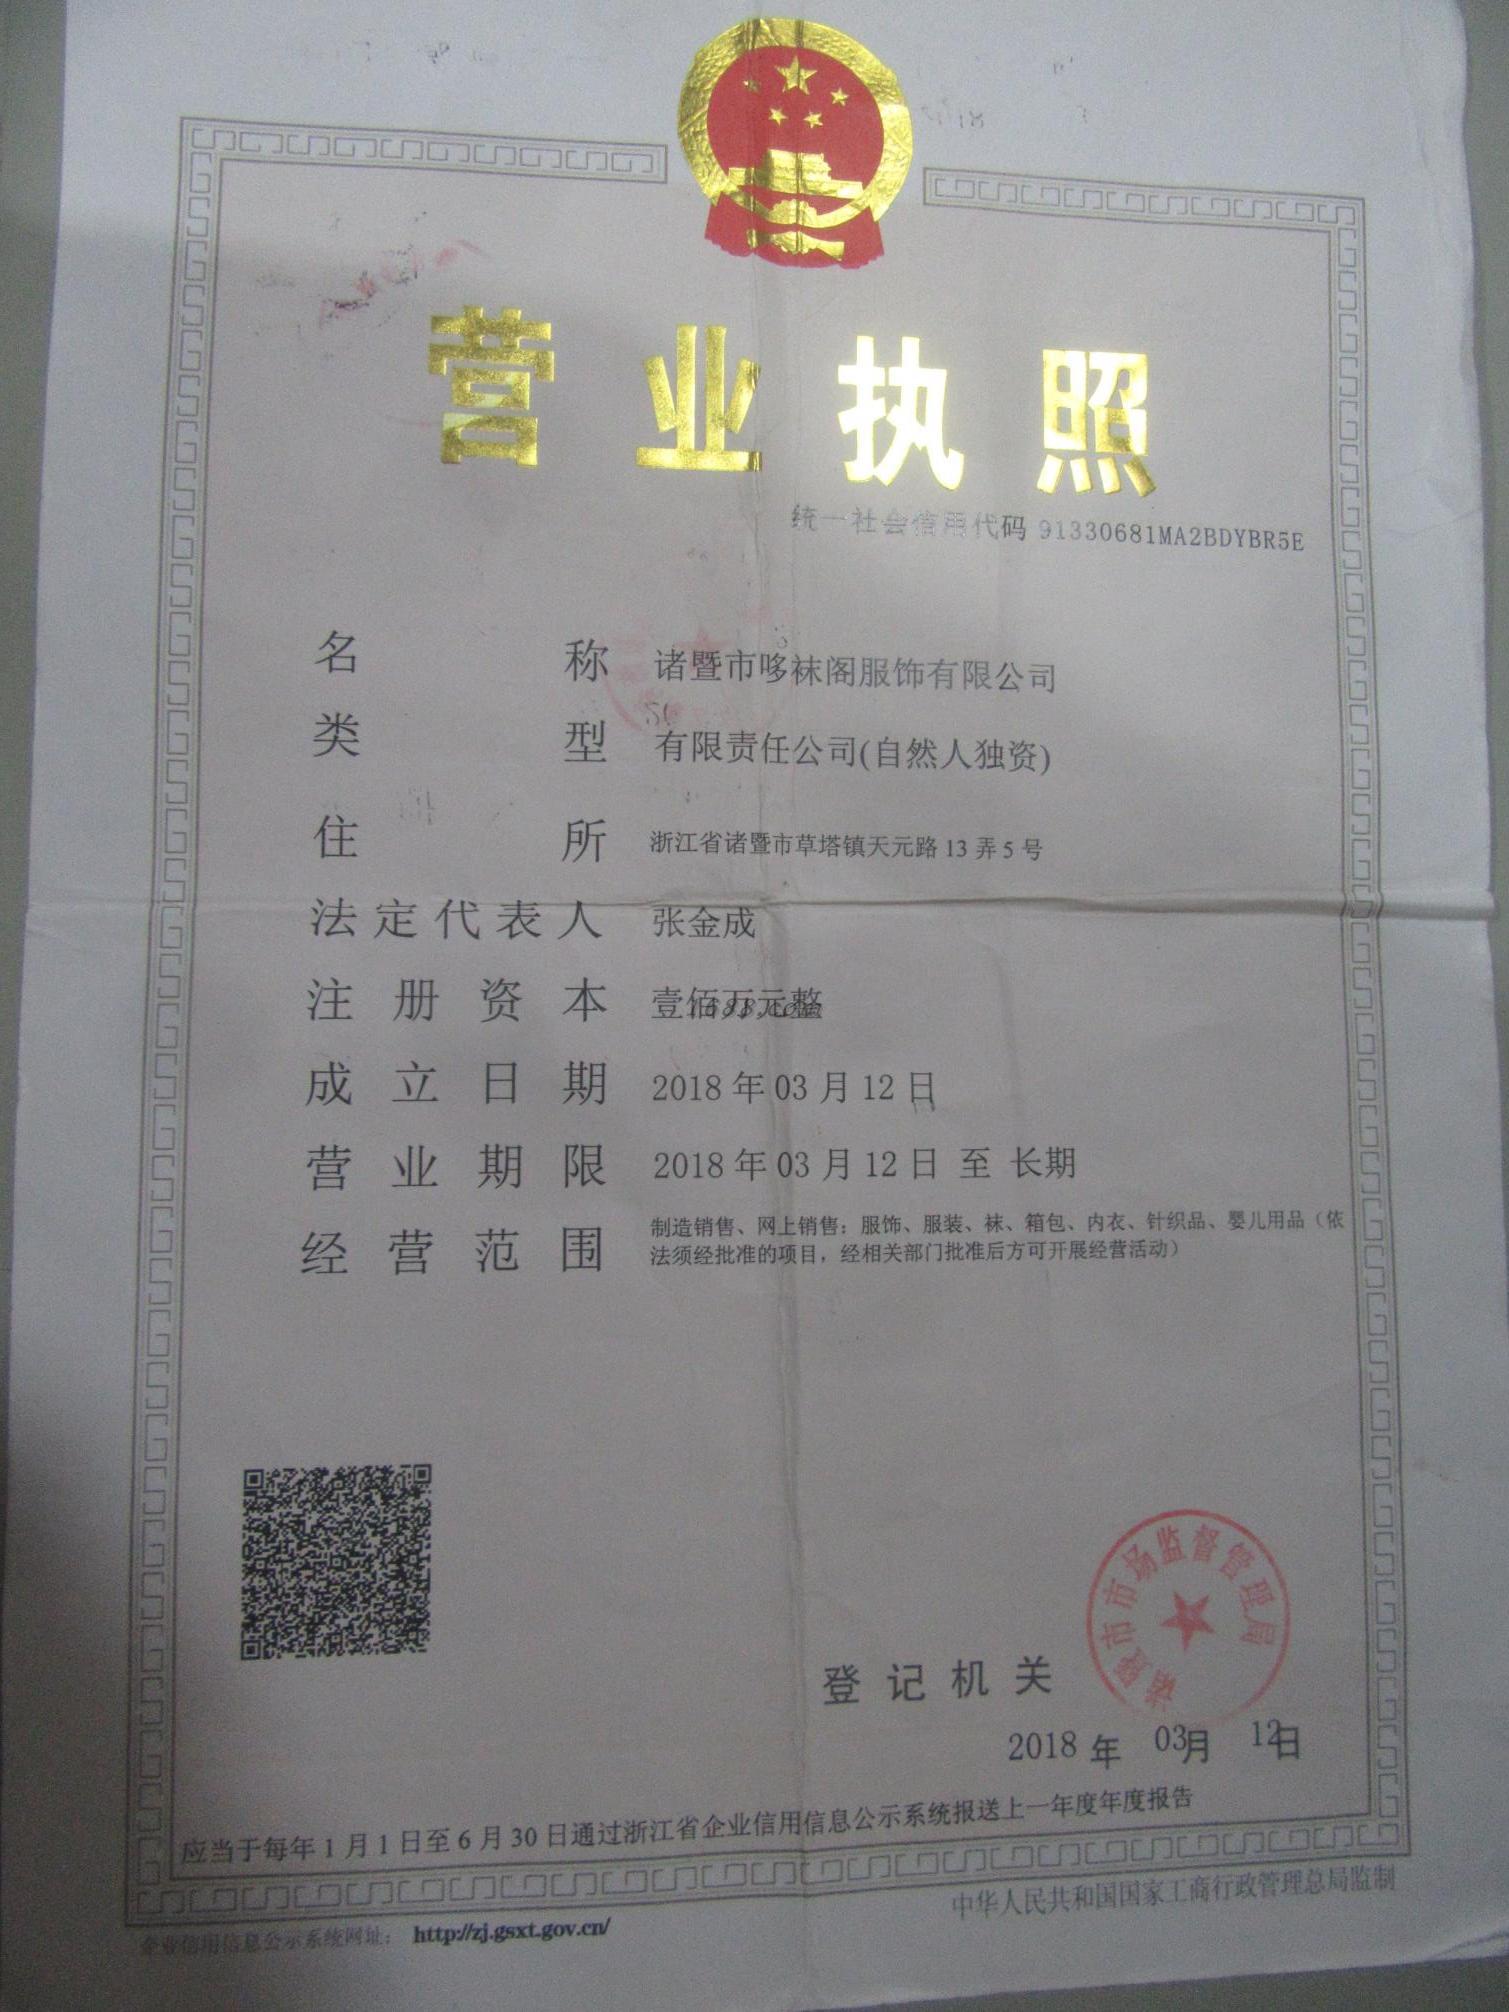 营业执照
统一社会信用代码 91330681MA2BDYBR5E
名称 诸暨市哆袜阁服饰有限公司
类型 有限责任公司(自然人独资)
住所 浙江省诸暨市草塔镇天元路13弄5号
法定代表人 张金成
注册资本 壹佰万元整
1688.com
成立日期 2018年03月12日
营业期限 2018年03月12日 至 长期
经营范围 制造销售、网上销售:服饰、服装、袜、箱包、内衣、针织品、婴儿用品(依
法须经批准的项目,经相关部门批准后方可开展经营活动)
诸暨市市场监督管理局
登记机关
2018年 03月 12日
应当于每年1月1日至6月30日通过浙江省企业信用信息公示系统报送上一年度年度报告
企业信用信息公示系统网址: http://zj.gsxt.gov.cn/
中华人民共和国国家工商行政管理总局监制